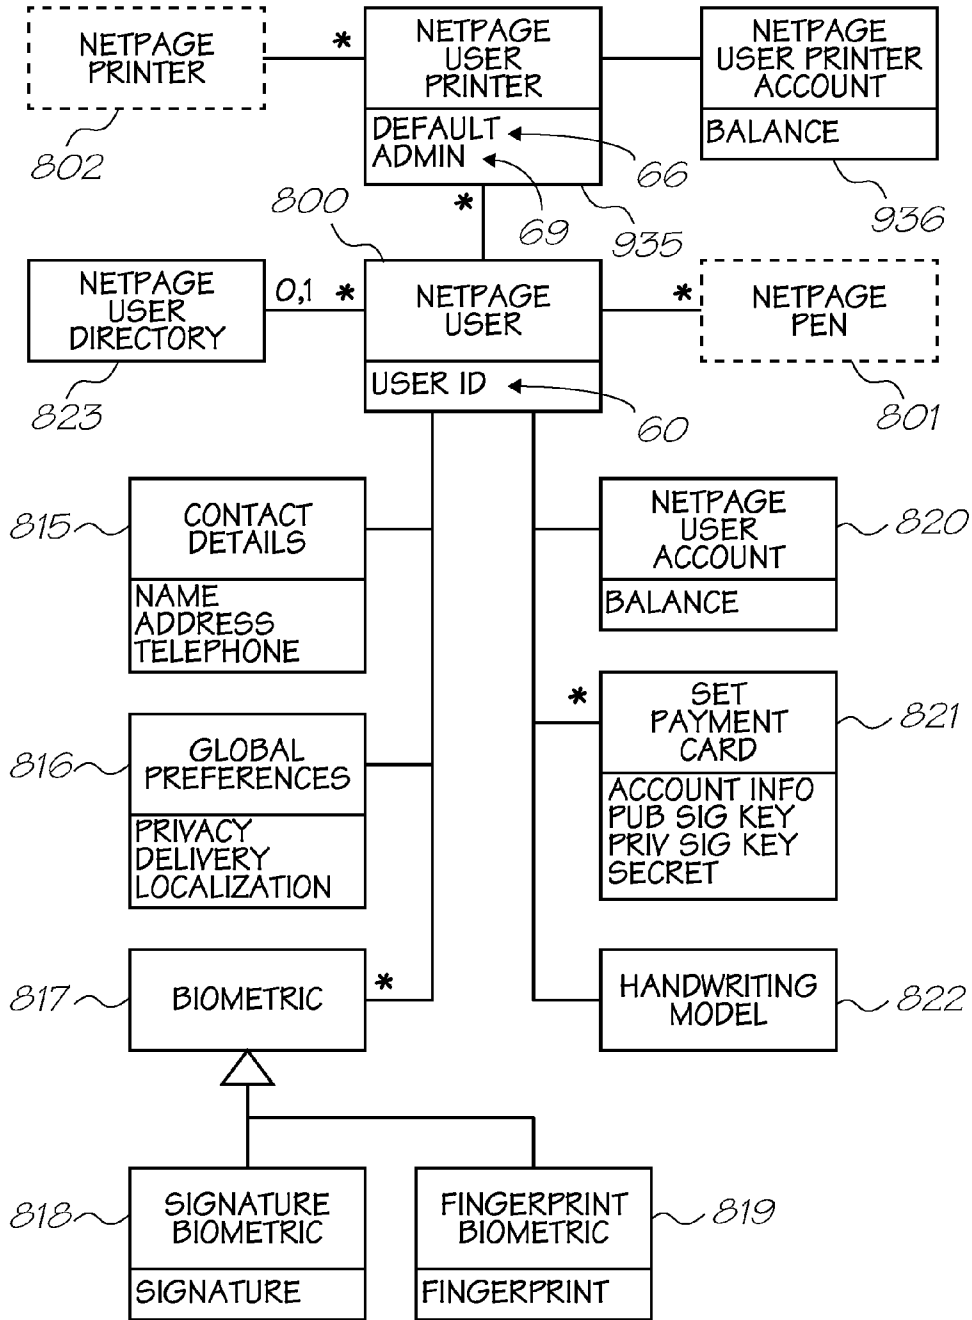 NETPAGE
PRINTER
802
*
NETPAGE
USER
PRINTER
DEFAULT
ADMIN
66
69
935
NETPAGE
USER PRINTER
ACCOUNT
BALANCE
936
*
800
NETPAGE
USER
DIRECTORY
823
0,1 *
NETPAGE
USER
USER ID
60
*
NETPAGE
PEN
801
815
CONTACT
DETAILS
NAME
ADDRESS
TELEPHONE
NETPAGE
USER
ACCOUNT
BALANCE
820
816
GLOBAL
PREFERENCES
PRIVACY
DELIVERY
LOCALIZATION
*
SET
PAYMENT
CARD
ACCOUNT INFO
PUB SIG KEY
PRIV SIG KEY
SECRET
821
817
BIOMETRIC
*
HANDWRITING
MODEL
822
818
SIGNATURE
BIOMETRIC
SIGNATURE
FINGERPRINT
BIOMETRIC
FINGERPRINT
819